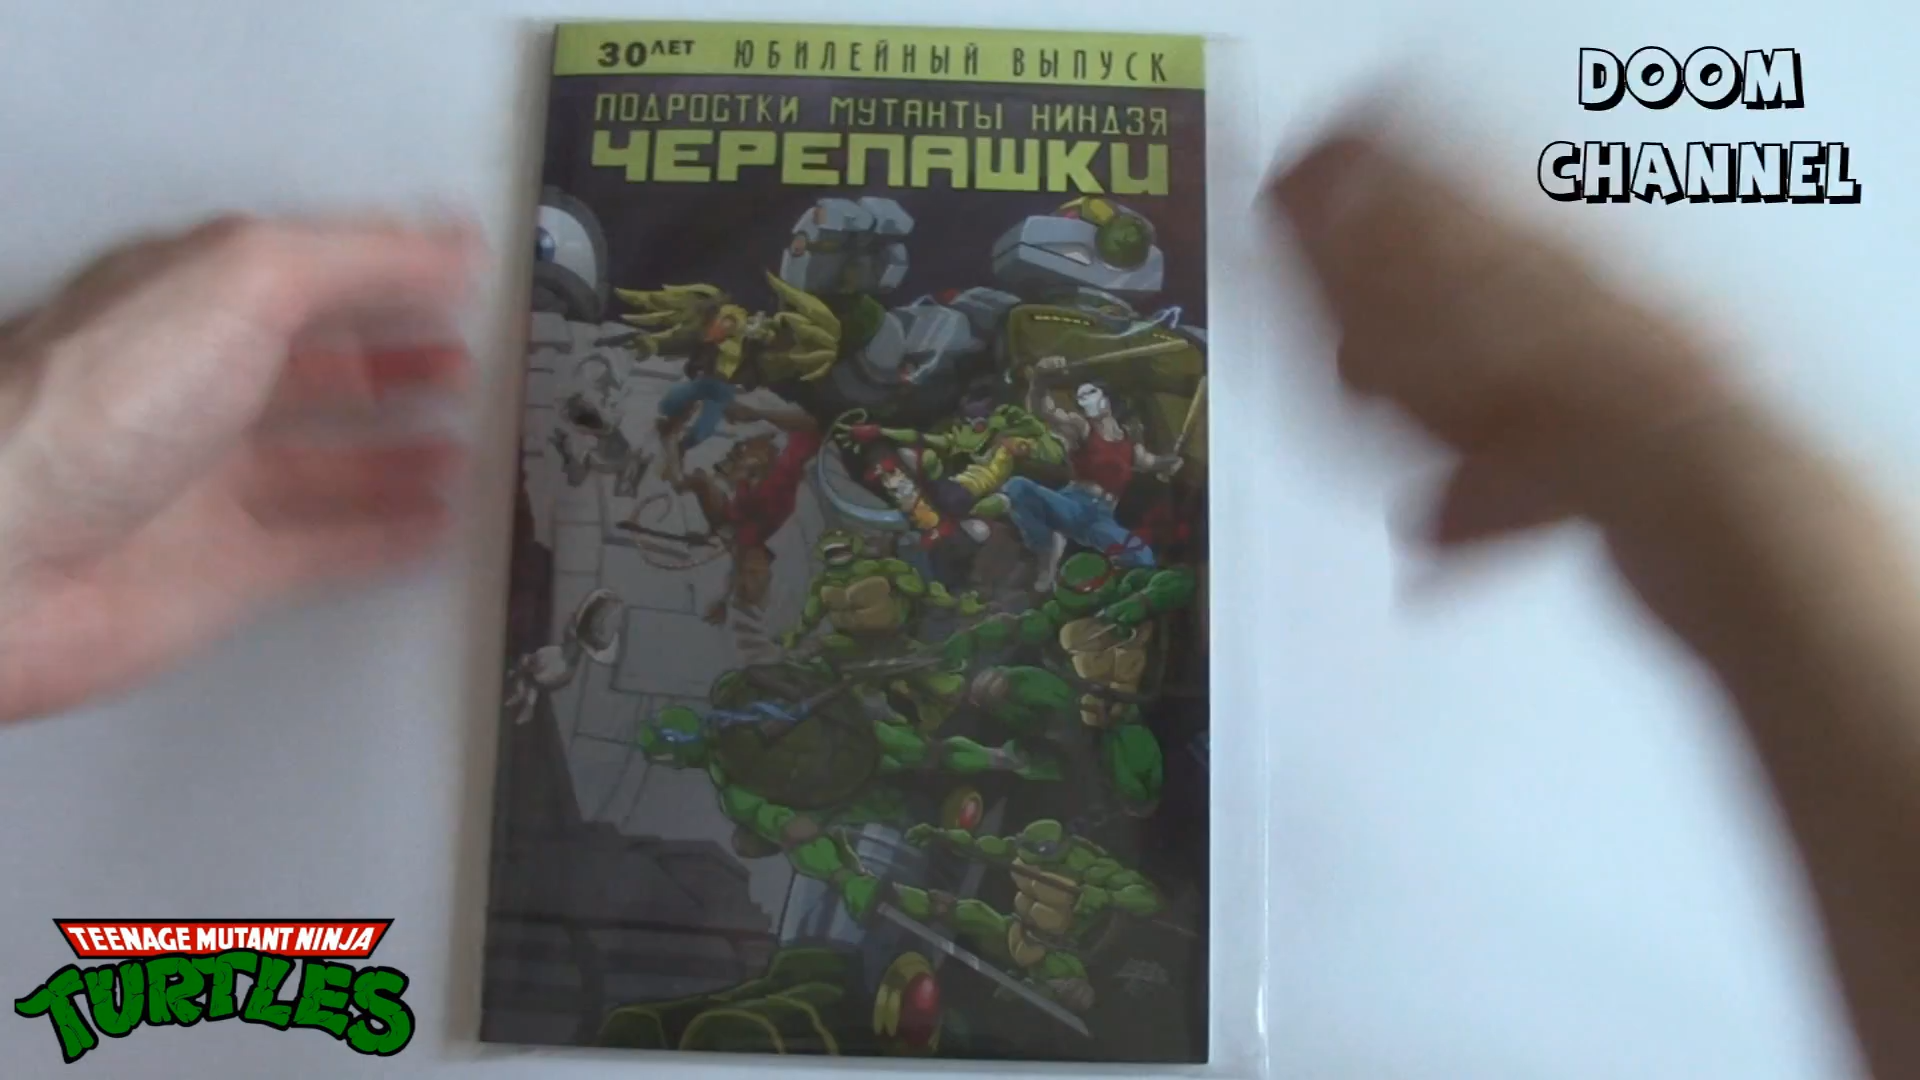 30 ЛЕТ ЮБИЛЕЙНЫЙ ВЫПУСК
ПОДРОСТКИ МУТАНТЫ НИНДЗЯ
ЧЕРЕПАШКИ
DOOM
CHANNEL
TEENAGE MUTANT NINJA
TURTLES